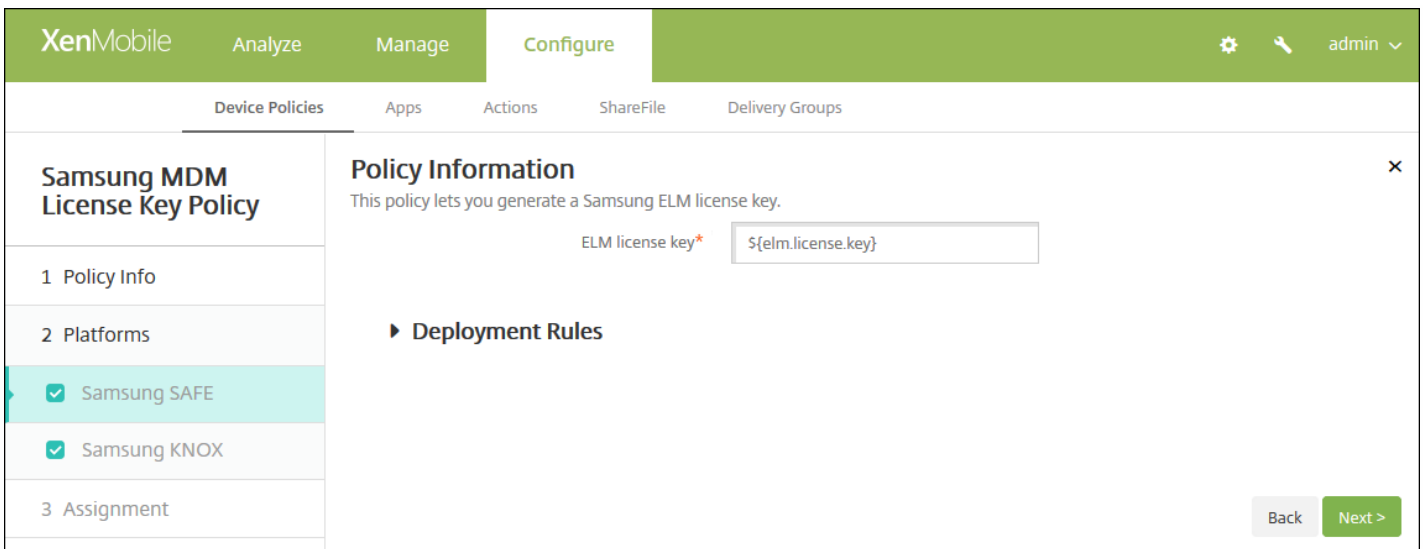 XenMobile Analyze Manage Configure admin
Device Policies Apps Actions ShareFile Delivery Groups
Samsung MDM
License Key Policy
1 Policy Info
2 Platforms
Samsung SAFE
Samsung KNOX
3 Assignment
Policy Information
This policy lets you generate a Samsung ELM license key.
ELM license key* ${elm.license.key}
Deployment Rules
Back Next >